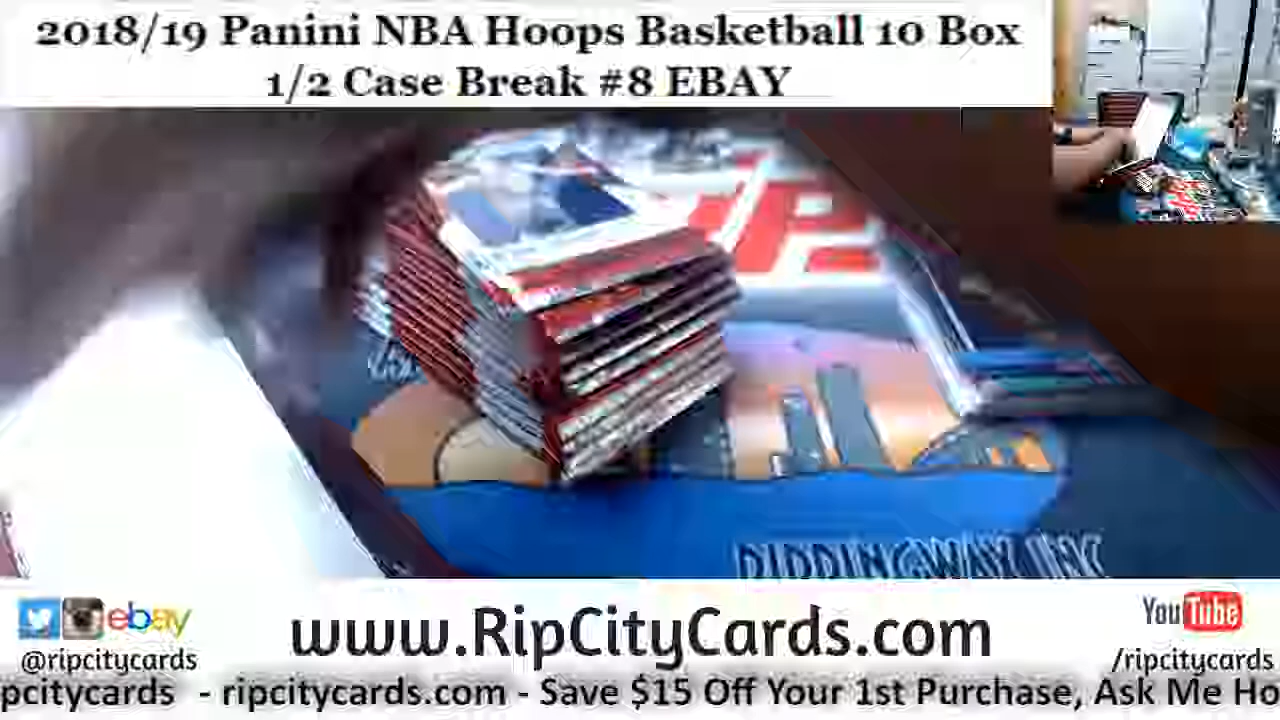 2018/19 Panini NBA Hoops Basketball 10 Box
1/2 Case Break #8 EBAY
ebay
www.RipCityCards.com
YouTube
@ripcitycards
/ripcitycards
pcitycards - ripcitycards.com - Save $15 Off Your 1st Purchase, Ask Me Ho